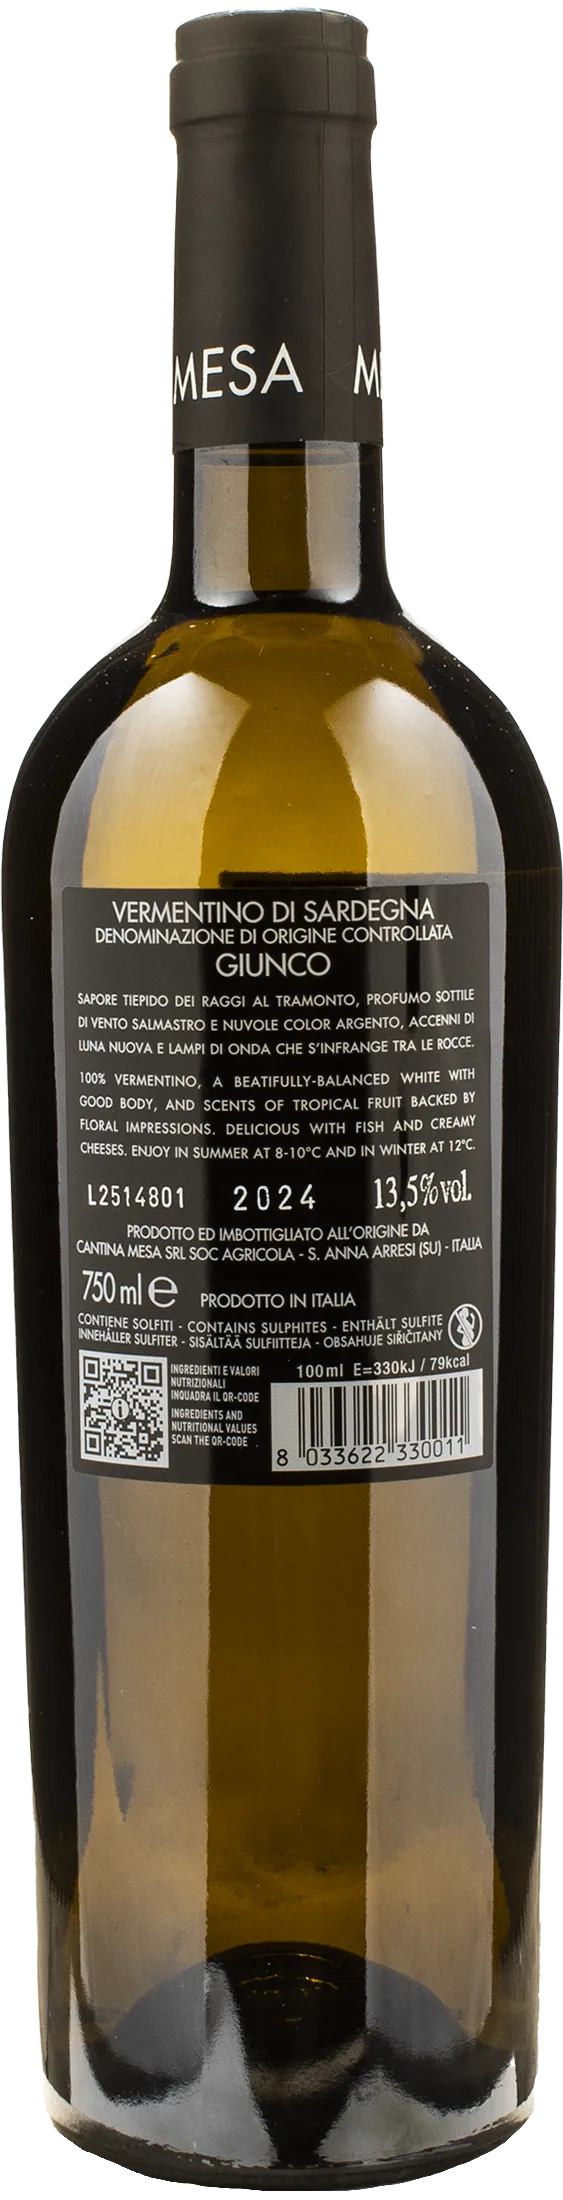 MESA M
VERMENTINO DI SARDEGNA
DENOMINAZIONE DI ORIGINE CONTROLLATA
GIUNCO
SAPORE TIEPIDO DEI RAGGI AL TRAMONTO, PROFUMO SOTTILE
DI VENTO SALMASTRO E NUVOLE COLOR ARGENTO, ACCENNI DI
LUNA NUOVA E LAMPI DI ONDA CHE S'INFRANGE TRA LE ROCCE.
100% VERMENTINO, A BEATIFULLY-BALANCED WHITE WITH
GOOD BODY, AND SCENTS OF TROPICAL FRUIT BACKED BY
FLORAL IMPRESSIONS. DELICIOUS WITH FISH AND CREAMY
CHEESES. ENJOY IN SUMMER AT 8-10°C AND IN WINTER AT 12°C.
L2514801 2024 13,5%vol.
PRODOTTO ED IMBOTTIGLIATO ALL'ORIGINE DA
CANTINA MESA SRL SOC AGRICOLA - S. ANNA ARRESI (SU) - ITALIA
750 ml e PRODOTTO IN ITALIA
CONTIENE SOLFITI - CONTAINS SULPHITES - ENTHÄLT SULFITE
INNEHÅLLER SULFITER - SISÄLTÄÄ SULFIITTEJA - OBSAHUJE SIŘIČITANY
INGREDIENTI E VALORI
NUTRIZIONALI
INQUADRA IL QR-CODE
INGREDIENTS AND
NUTRITIONAL VALUES
SCAN THE QR-CODE
100ml E=330kJ / 79kcal
8 033622 330011